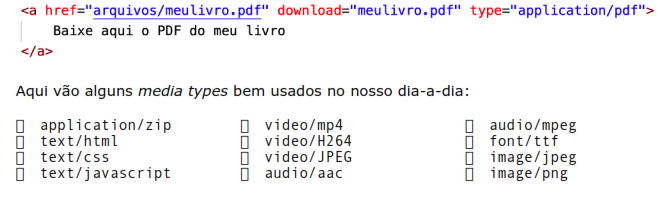 <a href="arquivos/meulivro.pdf" download="meulivro.pdf" type="application/pdf">
Baixe aqui o PDF do meu livro
</a>
Aqui vão alguns media types bem usados no nosso dia-a-dia:
application/zip
text/html
text/css
text/javascript
video/mp4
video/H264
video/JPEG
audio/aac
audio/mpeg
font/ttf
image/jpeg
image/png